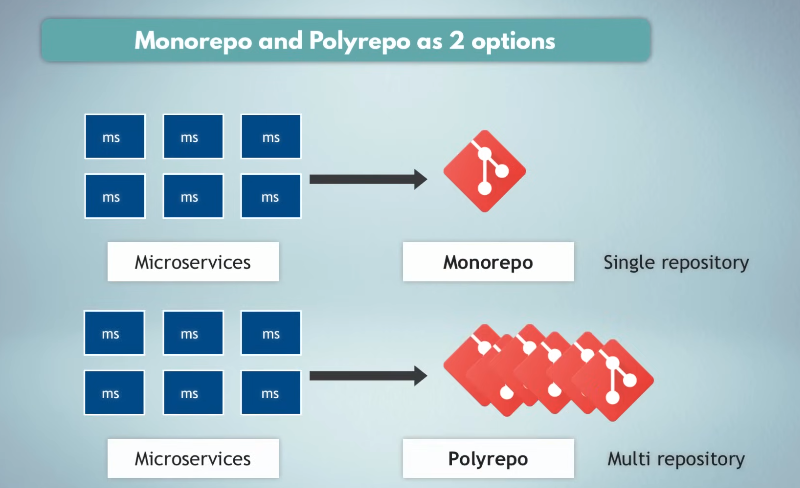 Monorepo and Polyrepo as 2 options
ms ms ms
ms ms ms
Microservices Monorepo Single repository
ms ms ms
ms ms ms
Microservices Polyrepo Multi repository